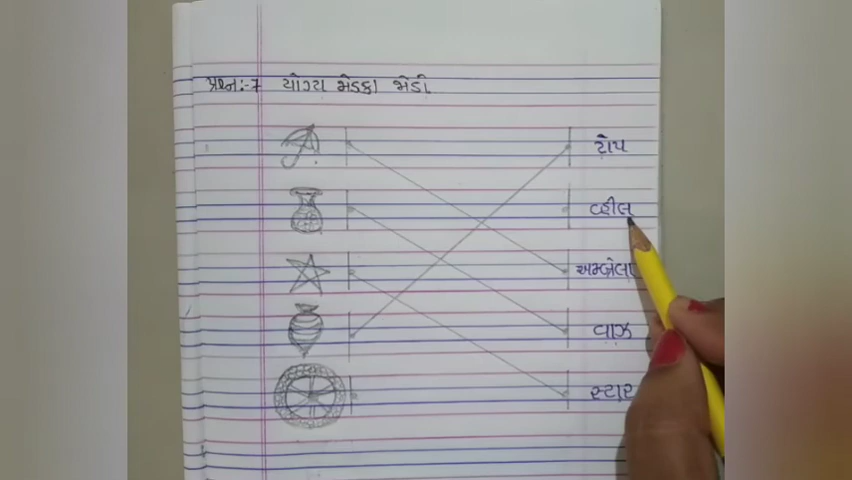 પ્રશ્નઃ-7 યોગ્ય જોડકા જોડો
ટોપ
વ્હીલ
અમ્બ્રેલા
વાઝ
સ્ટાર